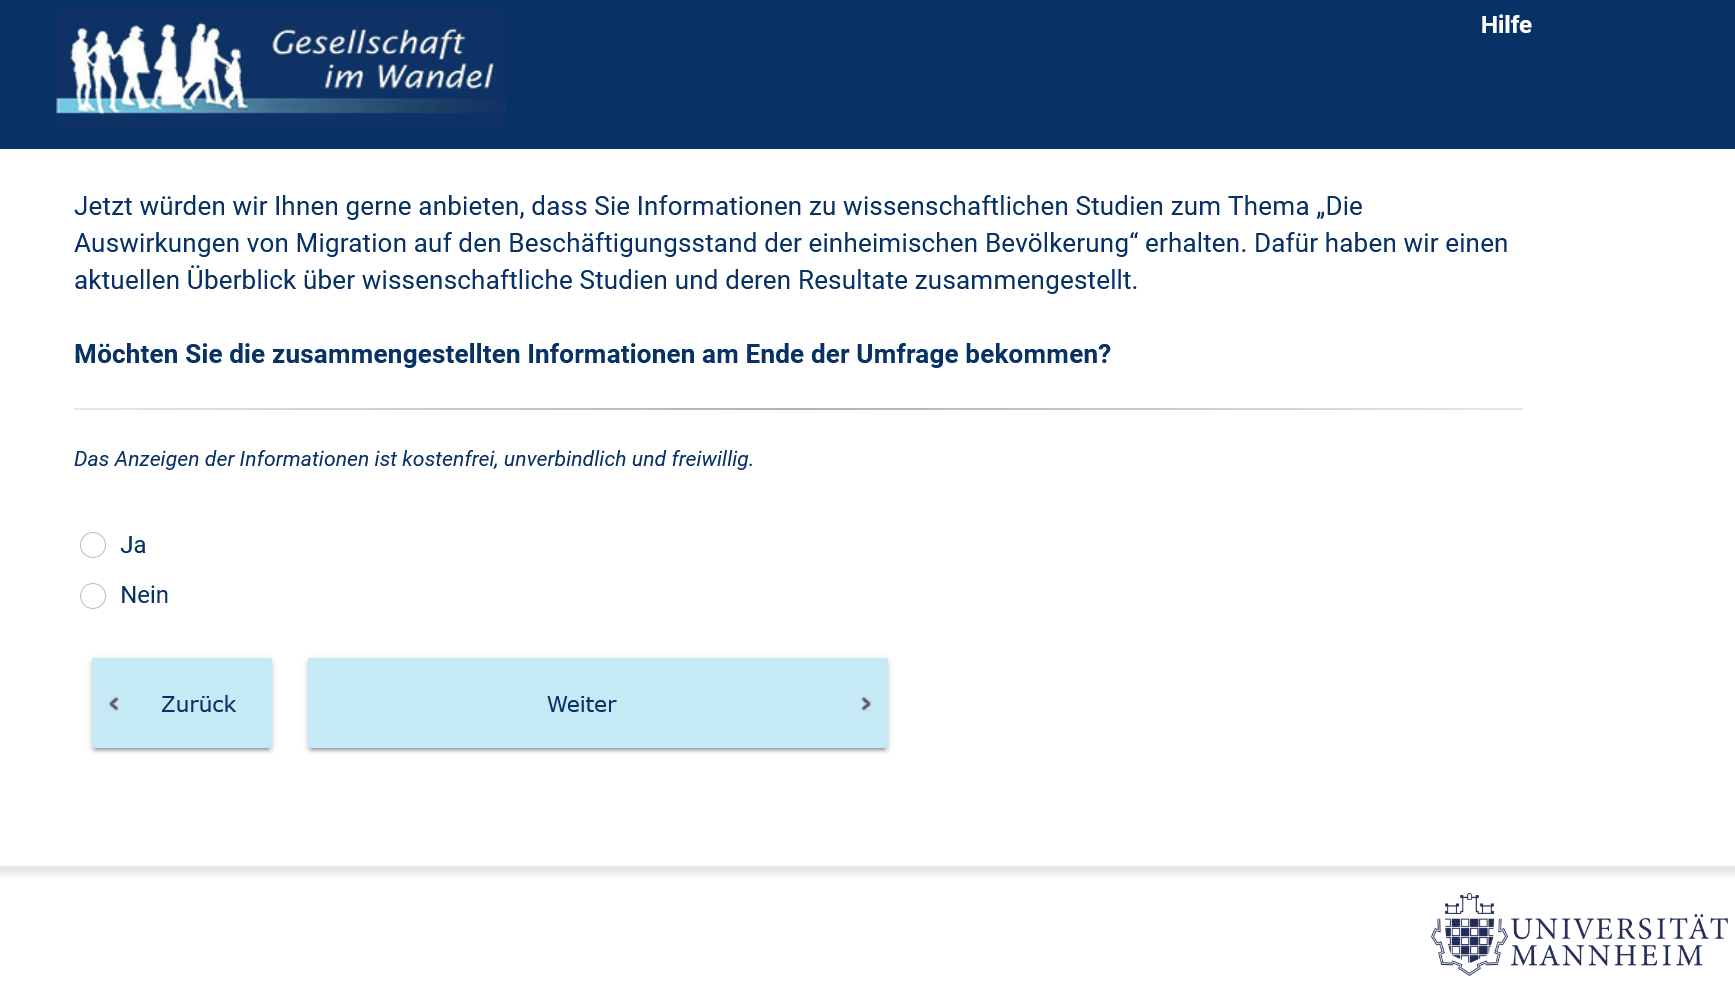 Gesellschaft
im Wandel
Hilfe
Jetzt würden wir Ihnen gerne anbieten, dass Sie Informationen zu wissenschaftlichen Studien zum Thema „Die
Auswirkungen von Migration auf den Beschäftigungsstand der einheimischen Bevölkerung“ erhalten. Dafür haben wir einen
aktuellen Überblick über wissenschaftliche Studien und deren Resultate zusammengestellt.
Möchten Sie die zusammengestellten Informationen am Ende der Umfrage bekommen?
Das Anzeigen der Informationen ist kostenfrei, unverbindlich und freiwillig.
Ja
Nein
Zurück
Weiter
UNIVERSITÄT
MANNHEIM